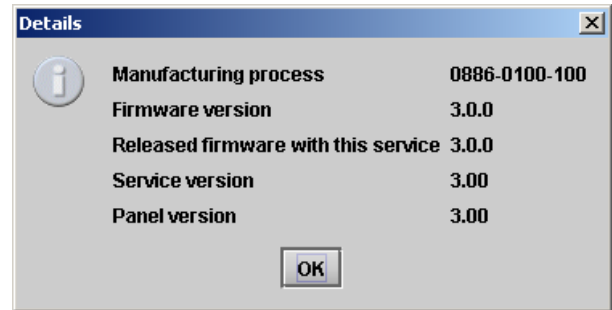 Details
Manufacturing process 0886-0100-100
Firmware version 3.0.0
Released firmware with this service 3.0.0
Service version 3.00
Panel version 3.00
OK